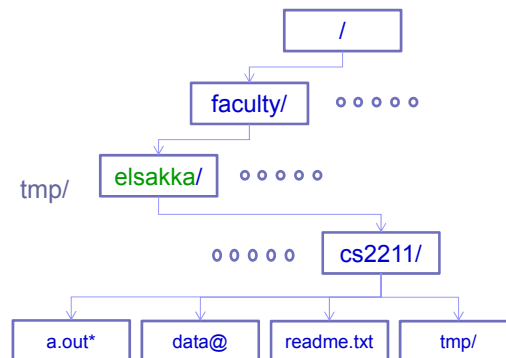 /
faculty/
elsakka/
tmp/
cs2211/
a.out*
data@
readme.txt
tmp/